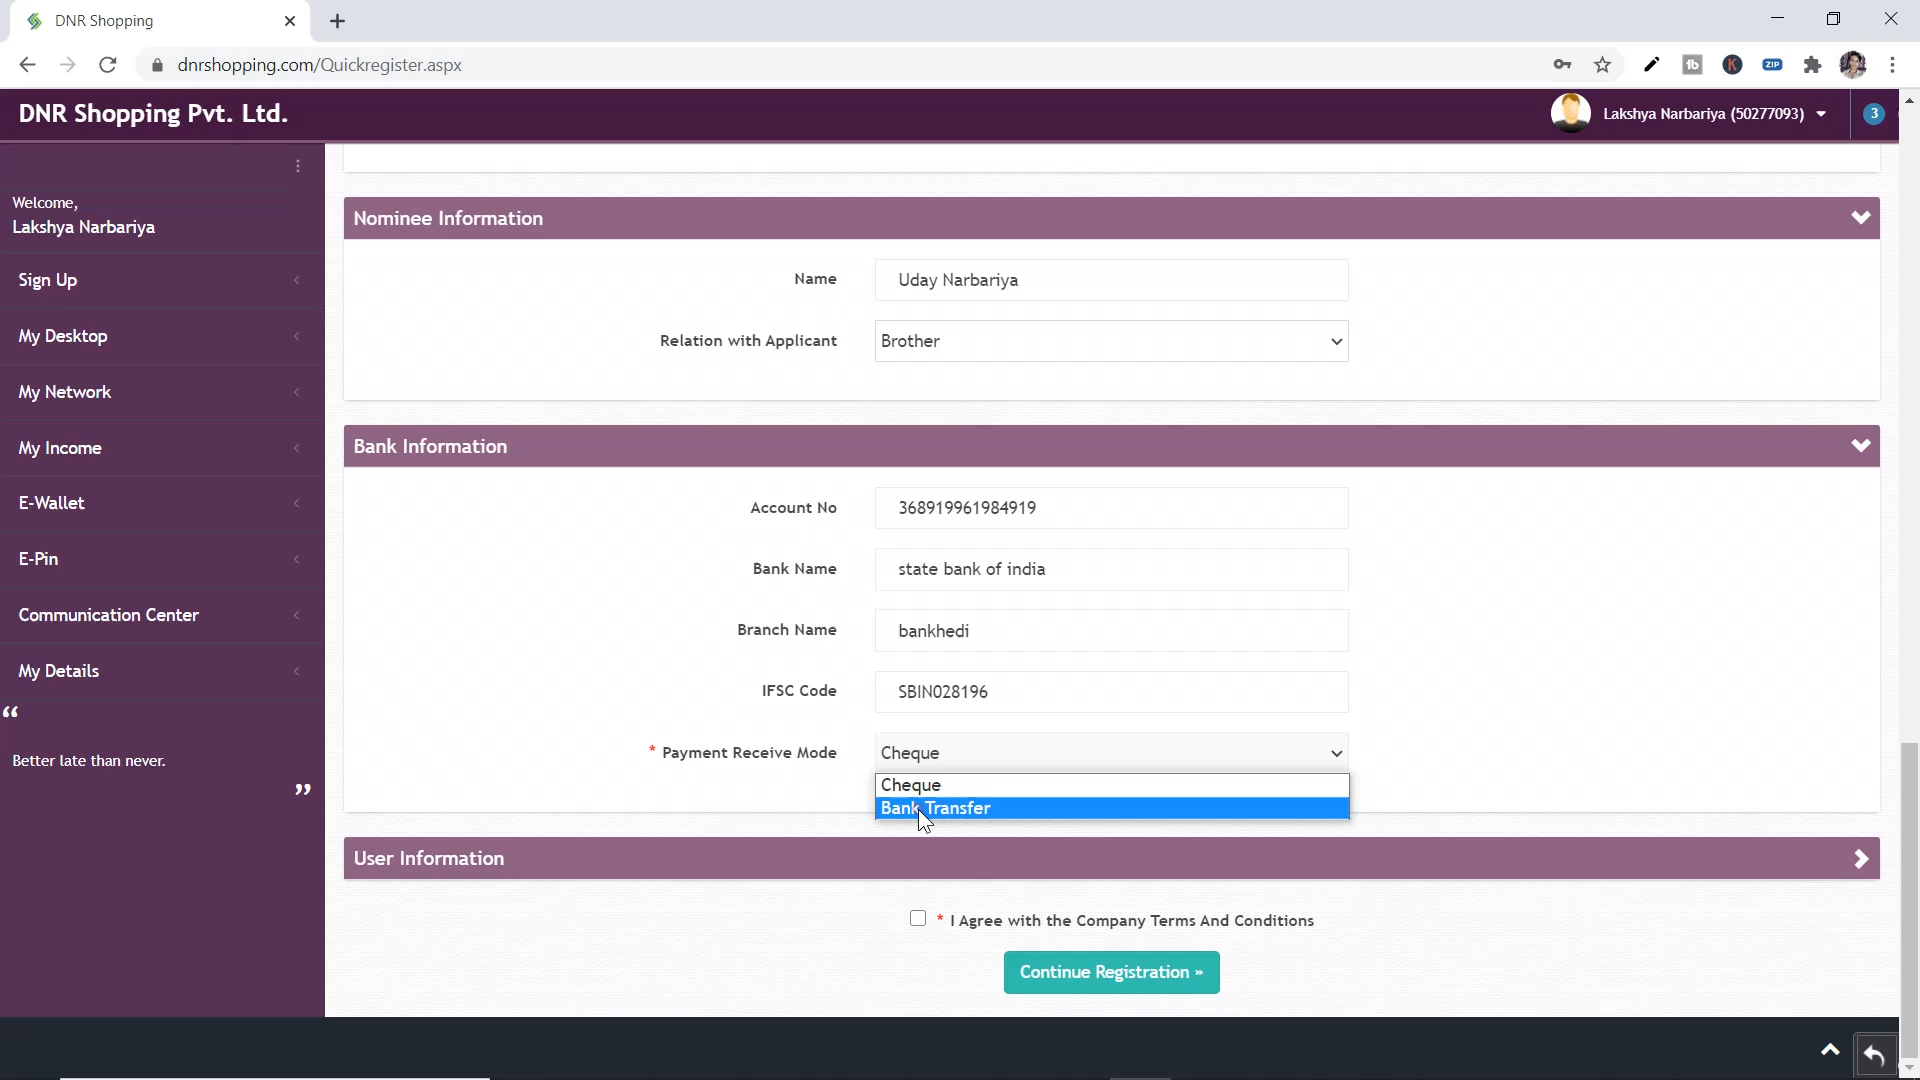 DNR Shopping
dnrshopping.com/Quickregister.aspx
ZIP
DNR Shopping Pvt. Ltd.
Lakshya Narbariya (50277093)
3
Welcome,
Lakshya Narbariya
Sign Up
My Desktop
My Network
My Income
E-Wallet
E-Pin
Communication Center
My Details
“
Better late than never.
”
Nominee Information
Name Uday Narbariya
Relation with Applicant Brother
Bank Information
Account No 368919961984919
Bank Name state bank of india
Branch Name bankhedi
IFSC Code SBIN028196
* Payment Receive Mode Cheque
Cheque
Bank Transfer
User Information
* I Agree with the Company Terms And Conditions
Continue Registration »